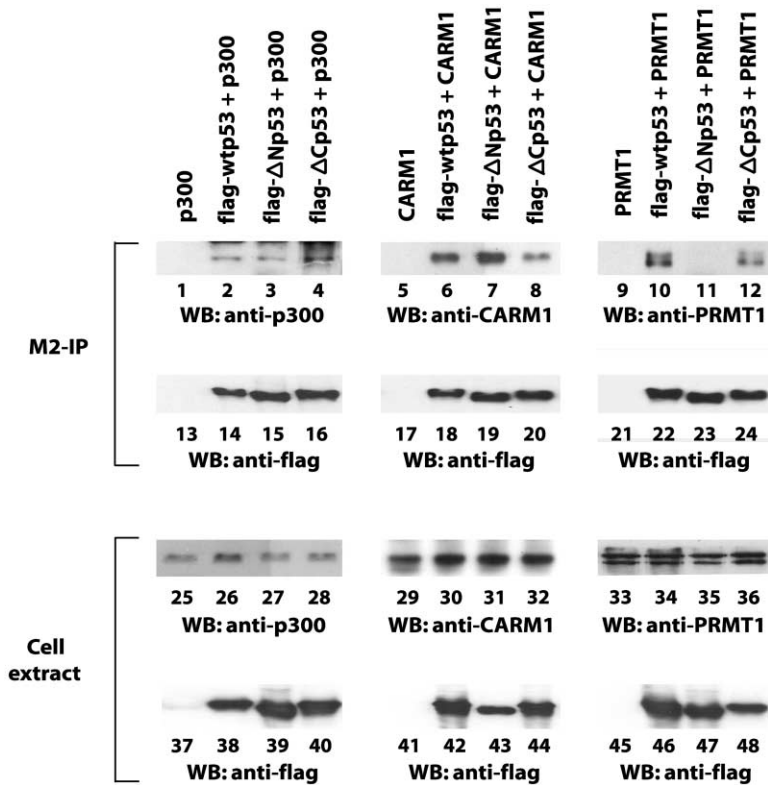 p300
flag-wtp53 + p300
flag-ΔNp53 + p300
flag-ΔCp53 + p300
CARM1
flag-wtp53 + CARM1
flag-ΔNp53 + CARM1
flag-ΔCp53 + CARM1
PRMT1
flag-wtp53 + PRMT1
flag-ΔNp53 + PRMT1
flag-ΔCp53 + PRMT1
M2-IP
1 2 3 4 5 6 7 8 9 10 11 12
WB: anti-p300 WB: anti-CARM1 WB: anti-PRMT1
13 14 15 16 17 18 19 20 21 22 23 24
WB: anti-flag WB: anti-flag WB: anti-flag
Cell
extract
25 26 27 28 29 30 31 32 33 34 35 36
WB: anti-p300 WB: anti-CARM1 WB: anti-PRMT1
37 38 39 40 41 42 43 44 45 46 47 48
WB: anti-flag WB: anti-flag WB: anti-flag